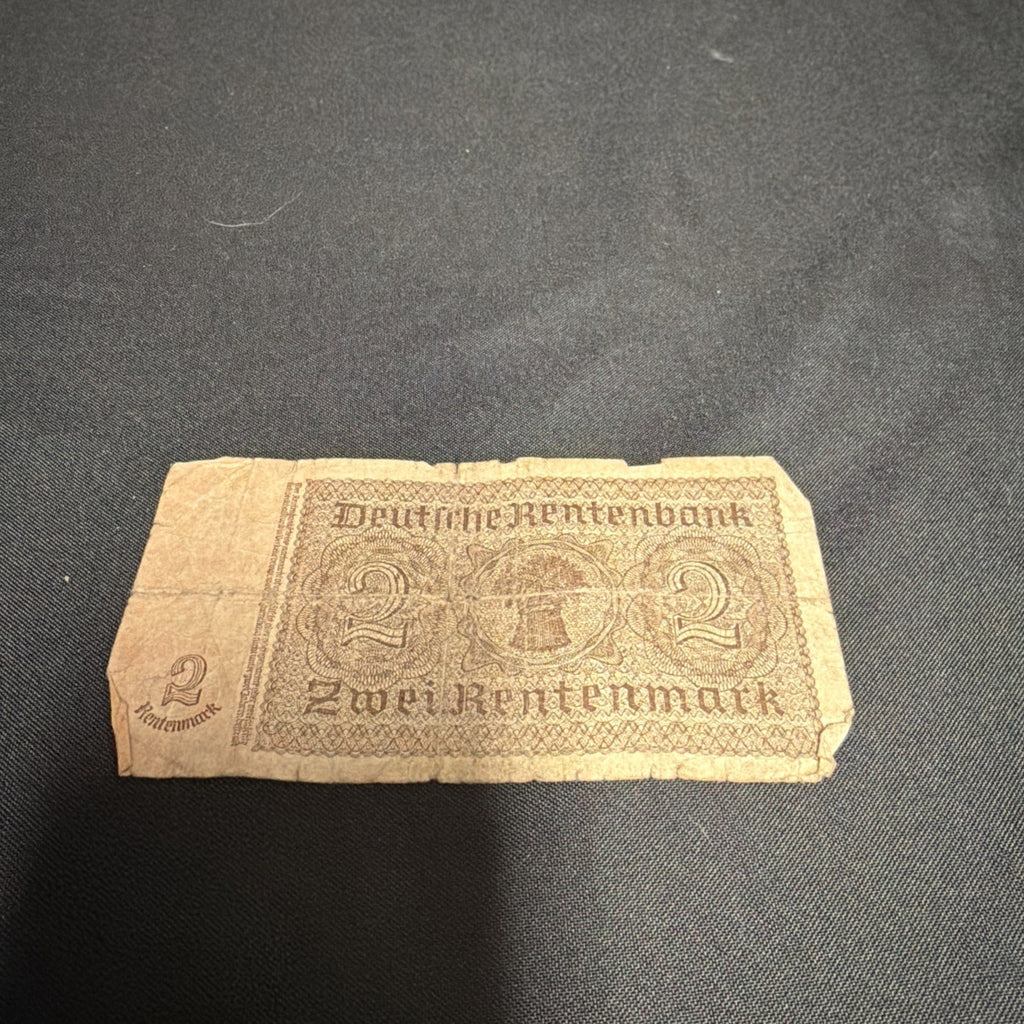 Deutsche Rentenbank
2 2
Zwei Rentenmark
2
Rentenmark